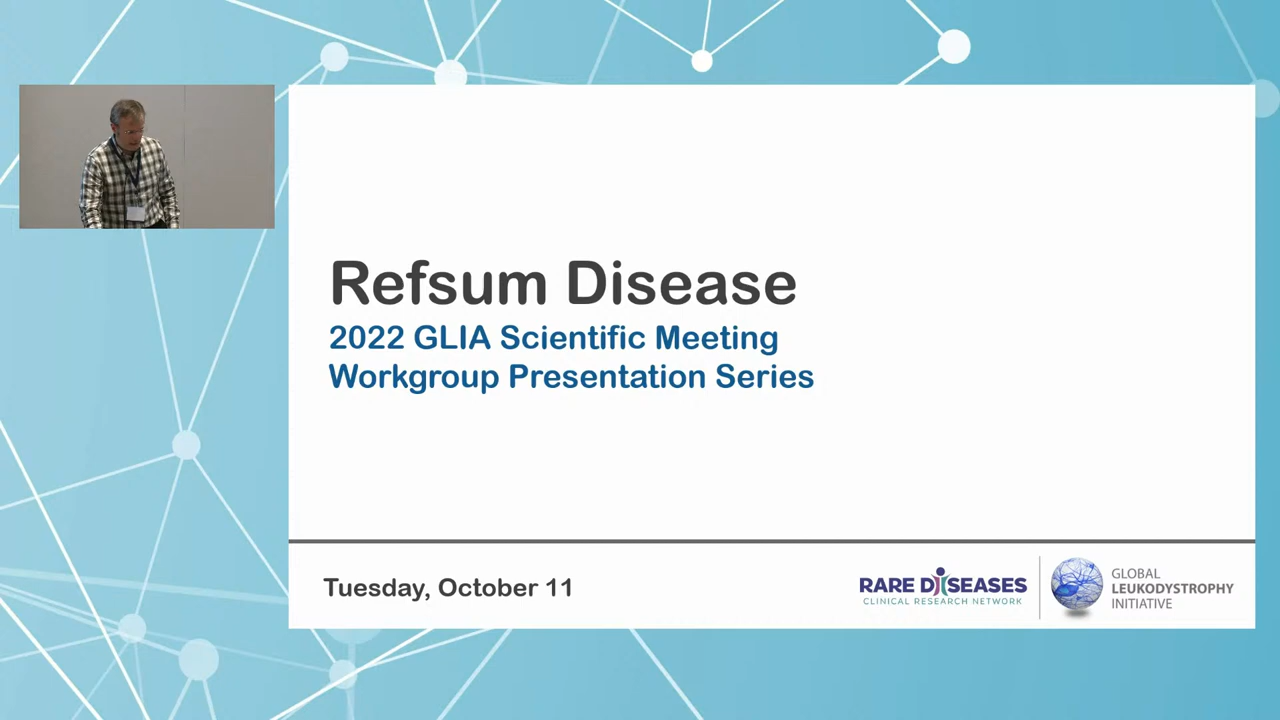 Refsum Disease
2022 GLIA Scientific Meeting
Workgroup Presentation Series
Tuesday, October 11
RARE DISEASES
CLINICAL RESEARCH NETWORK
GLOBAL
LEUKODYSTROPHY
INITIATIVE